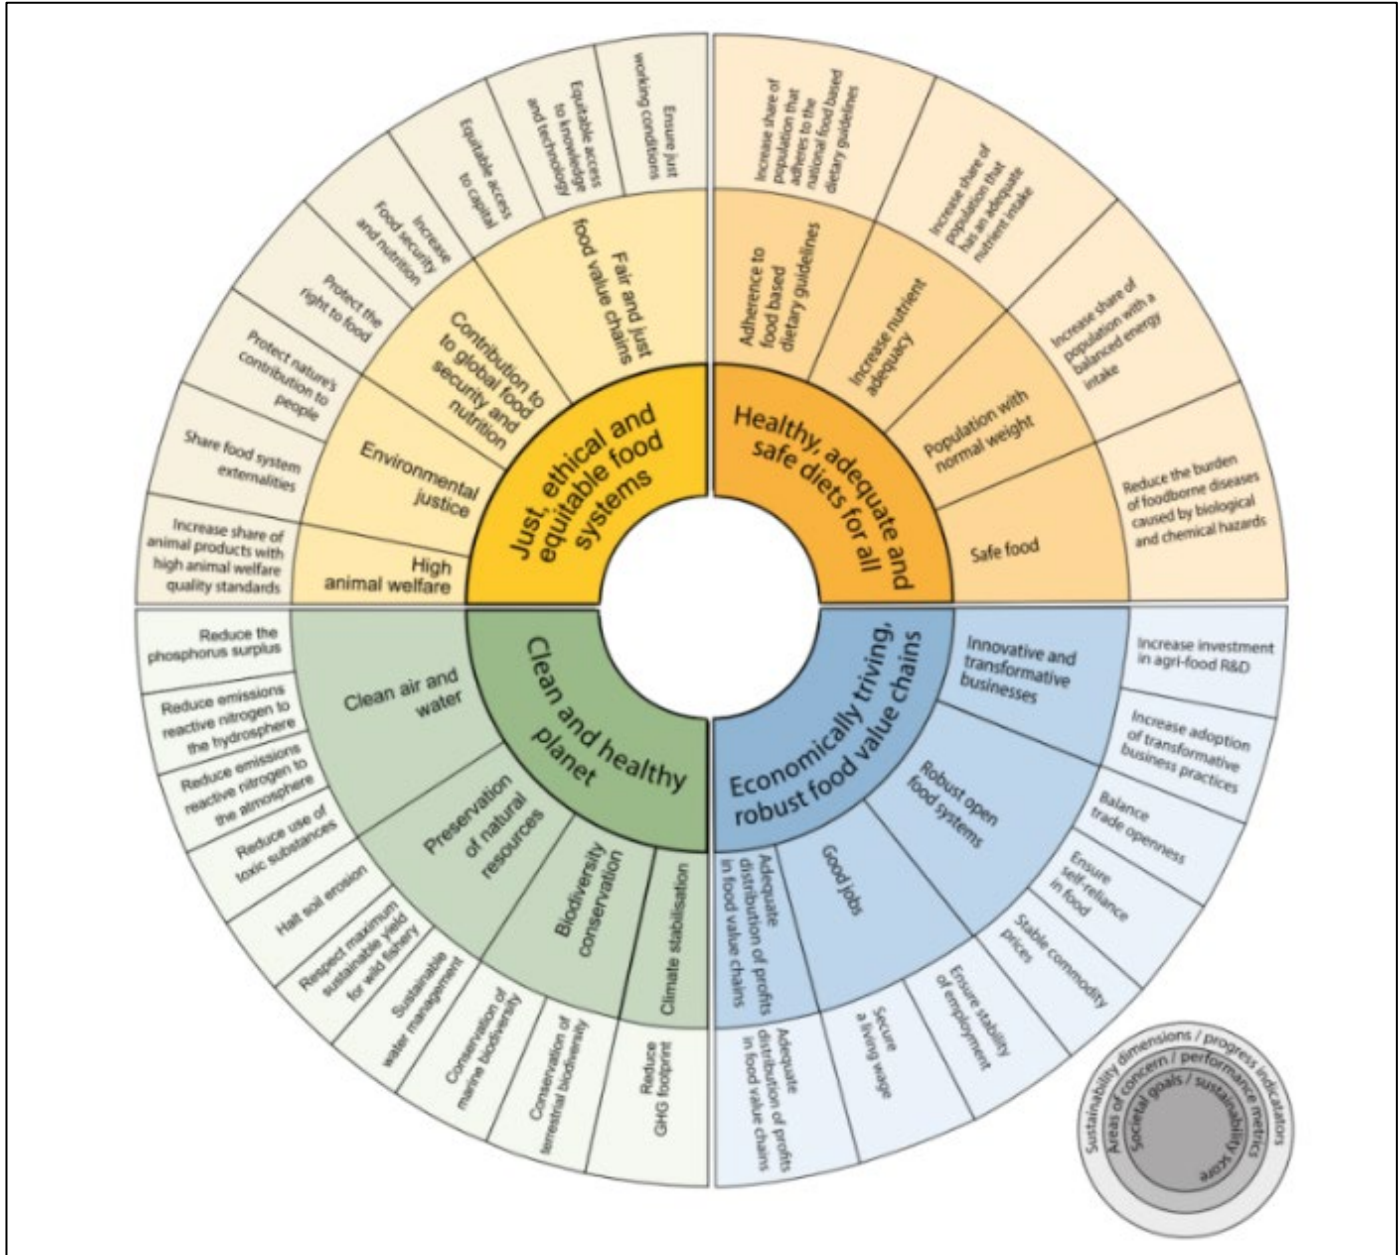 Ensure just
working conditions
Equitable access
to knowledge
and technology
Equitable access
to capital
Increase
Food security
and nutrition
Protect the
right to food
Protect nature's
contribution to
people
Share food system
externalities
Increase share of
animal products with
high animal welfare
quality standards
Fair and just
food value chains
Contribution to
to global food
security and
nutrition
Environmental
justice
High
animal welfare
Just, ethical and
equitable food
systems
Increase share of
population that
adheres to the
national food based
dietary guidelines
Increase share of
population that
has an adequate
nutrient intake
Increase share of
population with a
balanced energy
intake
Reduce the burden
of foodborne diseases
caused by biological
and chemical hazards
Adherence to
food based
dietary guidelines
Increase nutrient
adequacy
Population with
normal weight
Safe food
Healthy, adequate and
safe diets for all
Reduce the
phosphorus surplus
Reduce emissions
reactive nitrogen to
the hydrosphere
Reduce emissions
reactive nitrogen to
the atmosphere
Reduce use of
toxic substances
Halt soil erosion
Respect maximum
sustainable yield
for wild fishery
Sustainable
water management
Conservation of
marine biodiversity
Conservation of
terrestrial biodiversity
Reduce
GHG footprint
Clean air and
water
Preservation
of natural
resources
Biodiversity
conservation
Climate stabilisation
Clean and healthy
planet
Economically triving,
robust food value chains
Innovative and
transformative
businesses
Robust open
food systems
Good jobs
Adequate
distribution of profits
in food value chains
Increase investment
in agri-food R&D
Increase adoption
of transformative
business practices
Balance
trade openness
Ensure
self-reliance
in food
Stable commodity
prices
Ensure stability
of employment
Secure
a living wage
Adequate
distribution of profits
in food value chains
Sustainability dimensions / progress indicatators
Areas of concern / performance metrics
Societal goals / sustainability score